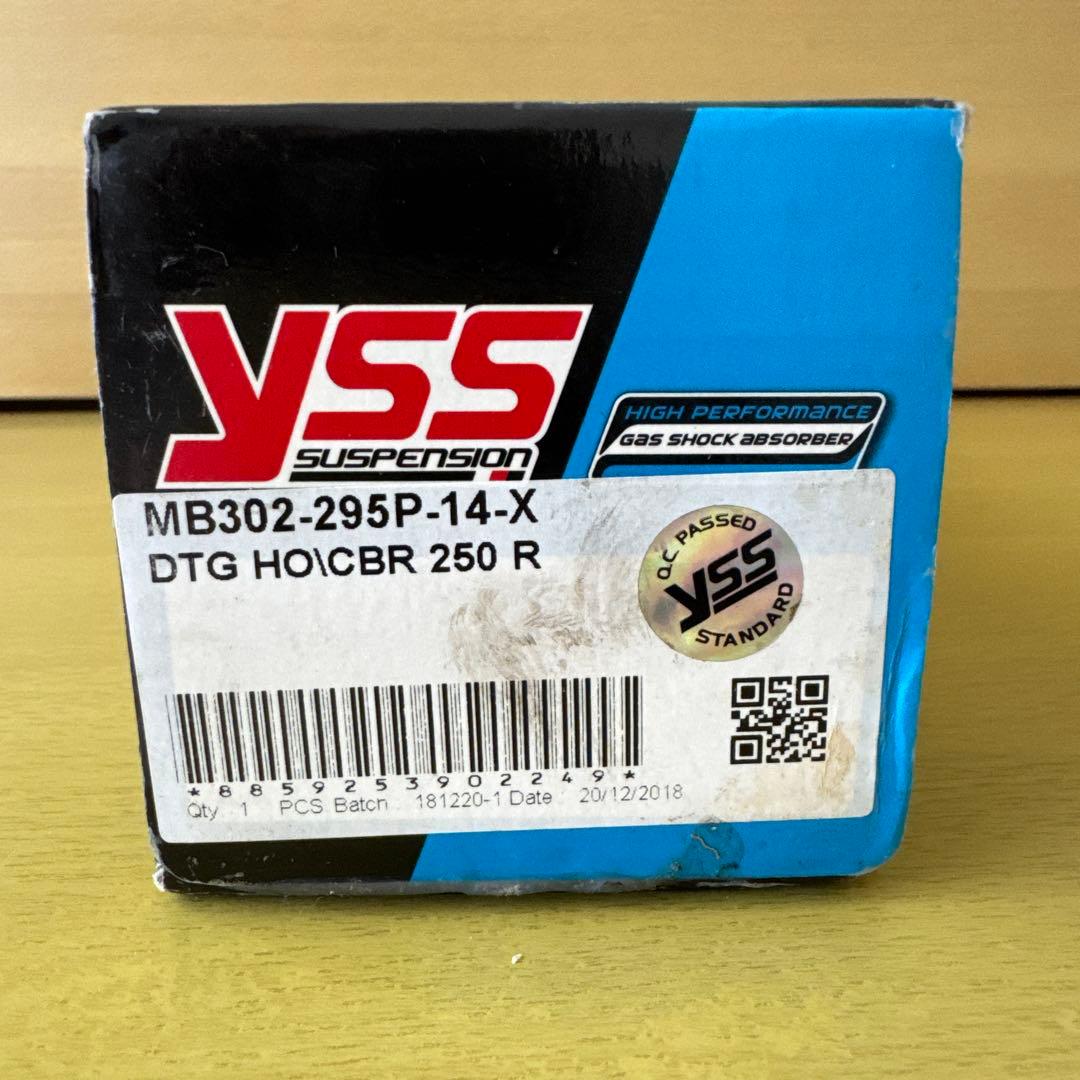 YSS
SUSPENSION
HIGH PERFORMANCE
Gas SHOCK aBSORBER
MB302-295P-14-X
DTG HO\CBR 250 R
Q.C. PASSED
YSS
STANDARD
*8859253902249*
Qty 1 PCS Batch 181220-1 Date 20/12/2018